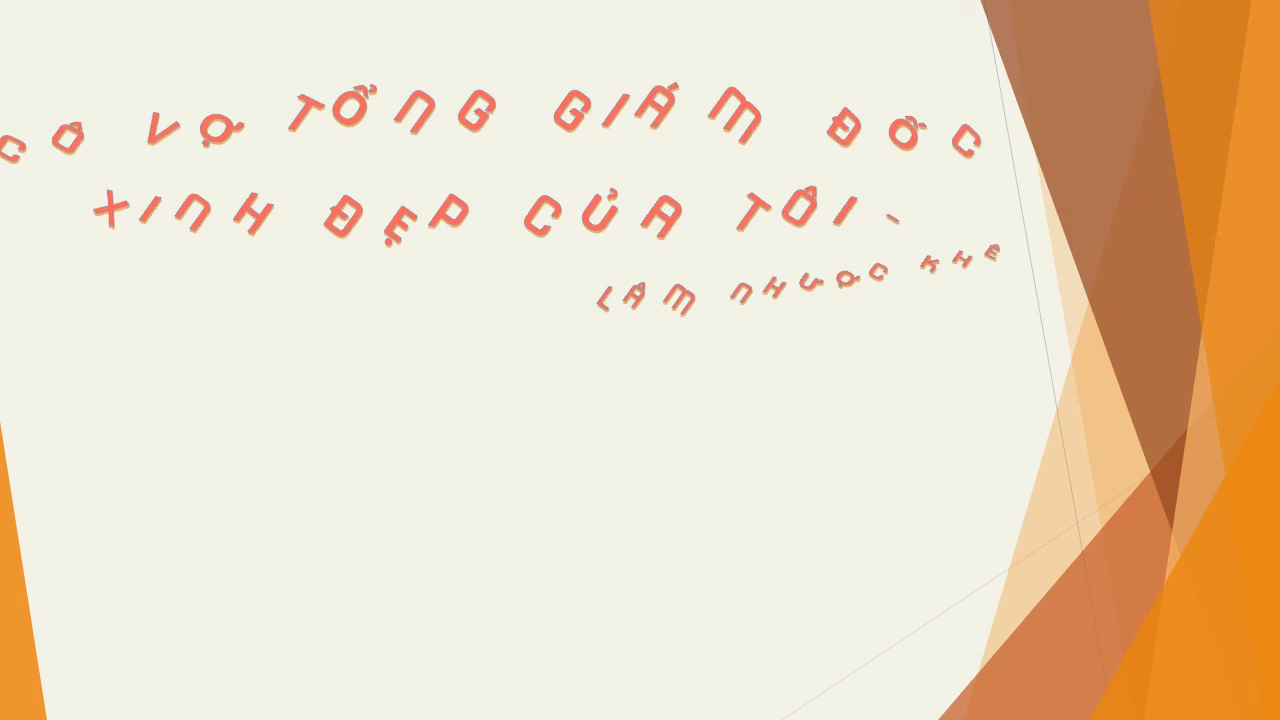 CÔ VỢ TỔNG GIÁM ĐỐC
XINH ĐẸP CỦA TÔI -
LÂM NHƯỢC KHÊ